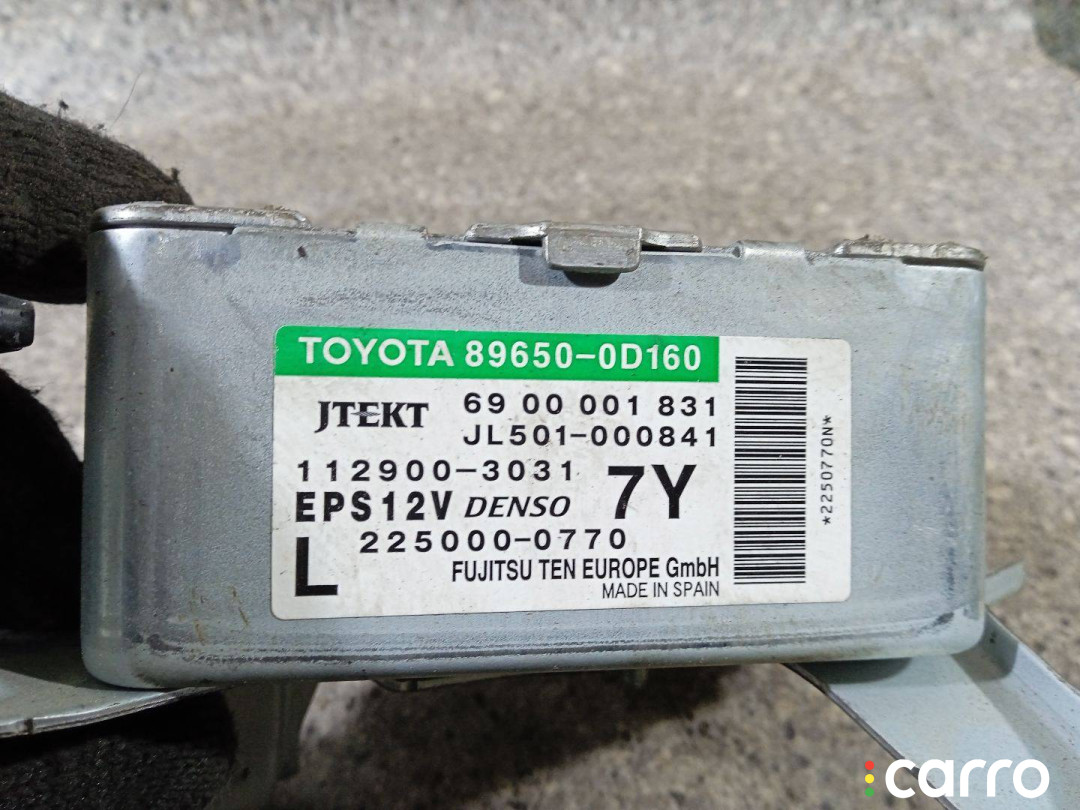 TOYOTA 89650-0D160
JTEKT
69 00 001 831
JL501-000841
112900-3031
7Y
EPS12V DENSO
L
225000-0770
FUJITSU TEN EUROPE GmbH
MADE IN SPAIN
*2250770N*
carro